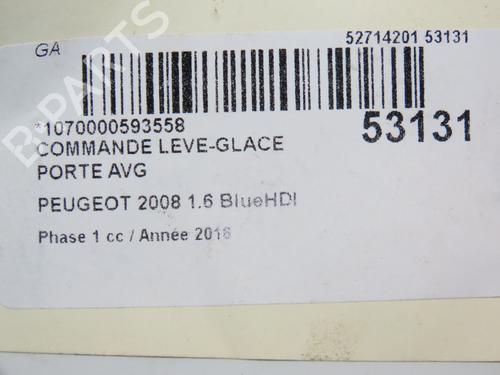 GA
52714201 53131
*1070000593558
53131
COMMANDE LEVE-GLACE
PORTE AVG
PEUGEOT 2008 1.6 BlueHDI
Phase 1 cc / Année 2016
B-PARTS